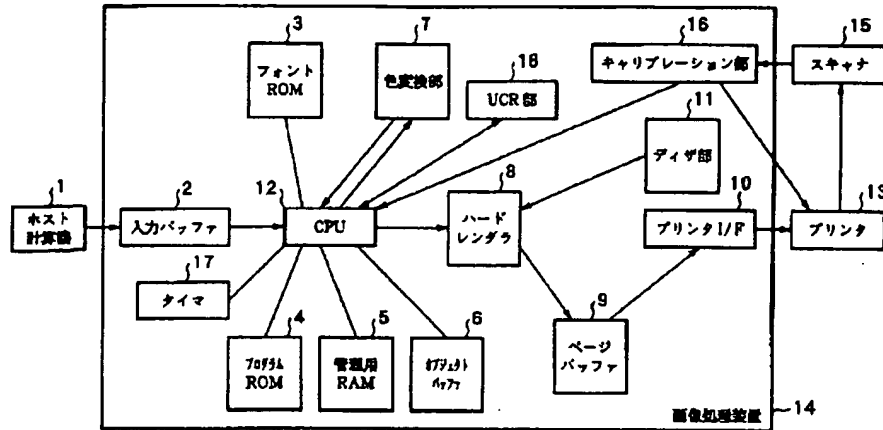 3
フォント
ROM
7
色変換部
18
UCR部
16
キャリブレーション部
15
スキャナ
11
ディザ部
1
ホスト
計算機
2
入力バッファ
12
CPU
8
ハード
レンダラ
10
プリンタI/F
13
プリンタ
17
タイマ
4
プログラム
ROM
5
管理用
RAM
6
オブジェクト
バッファ
9
ページ
バッファ
画像処理装置
14